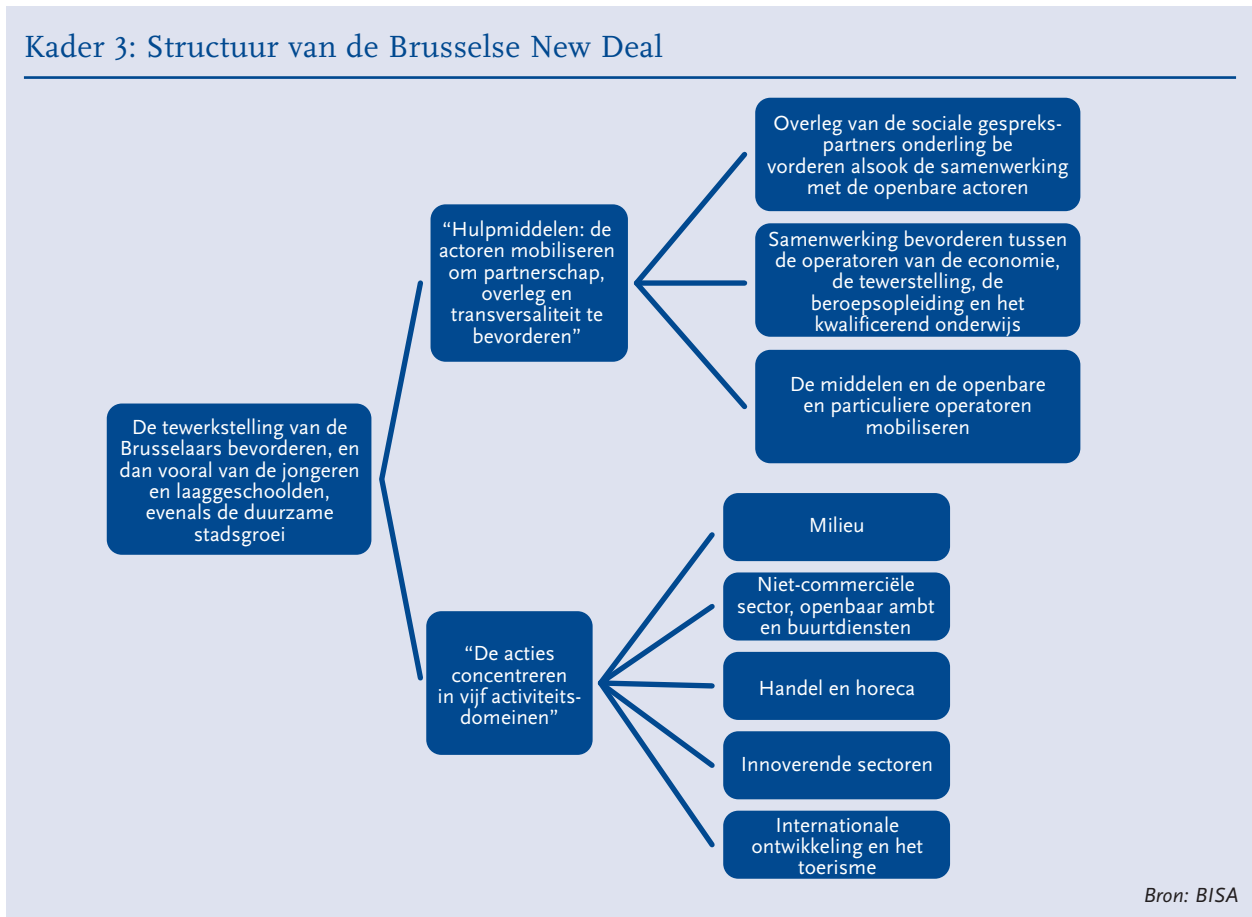 Kader 3: Structuur van de Brusselse New Deal
De tewerkstelling van de
Brusselaars bevorderen, en
dan vooral van de jongeren
en laaggeschoolden,
evenals de duurzame
stadsgroei
“Hulpmiddelen: de
actoren mobiliseren
om partnerschap,
overleg en
transversaliteit te
bevorderen”
Overleg van de sociale gespreks-
partners onderling be
vorderen alsook de samenwerking
met de openbare actoren
Samenwerking bevorderen tussen
de operatoren van de economie,
de tewerstelling, de
beroepsopleiding en het
kwalificerend onderwijs
De middelen en de openbare
en particuliere operatoren
mobiliseren
“De acties
concentreren
in vijf activiteits-
domeinen”
Milieu
Niet-commerciële
sector, openbaar ambt
en buurtdiensten
Handel en horeca
Innoverende sectoren
Internationale
ontwikkeling en het
toerisme
Bron: BISA